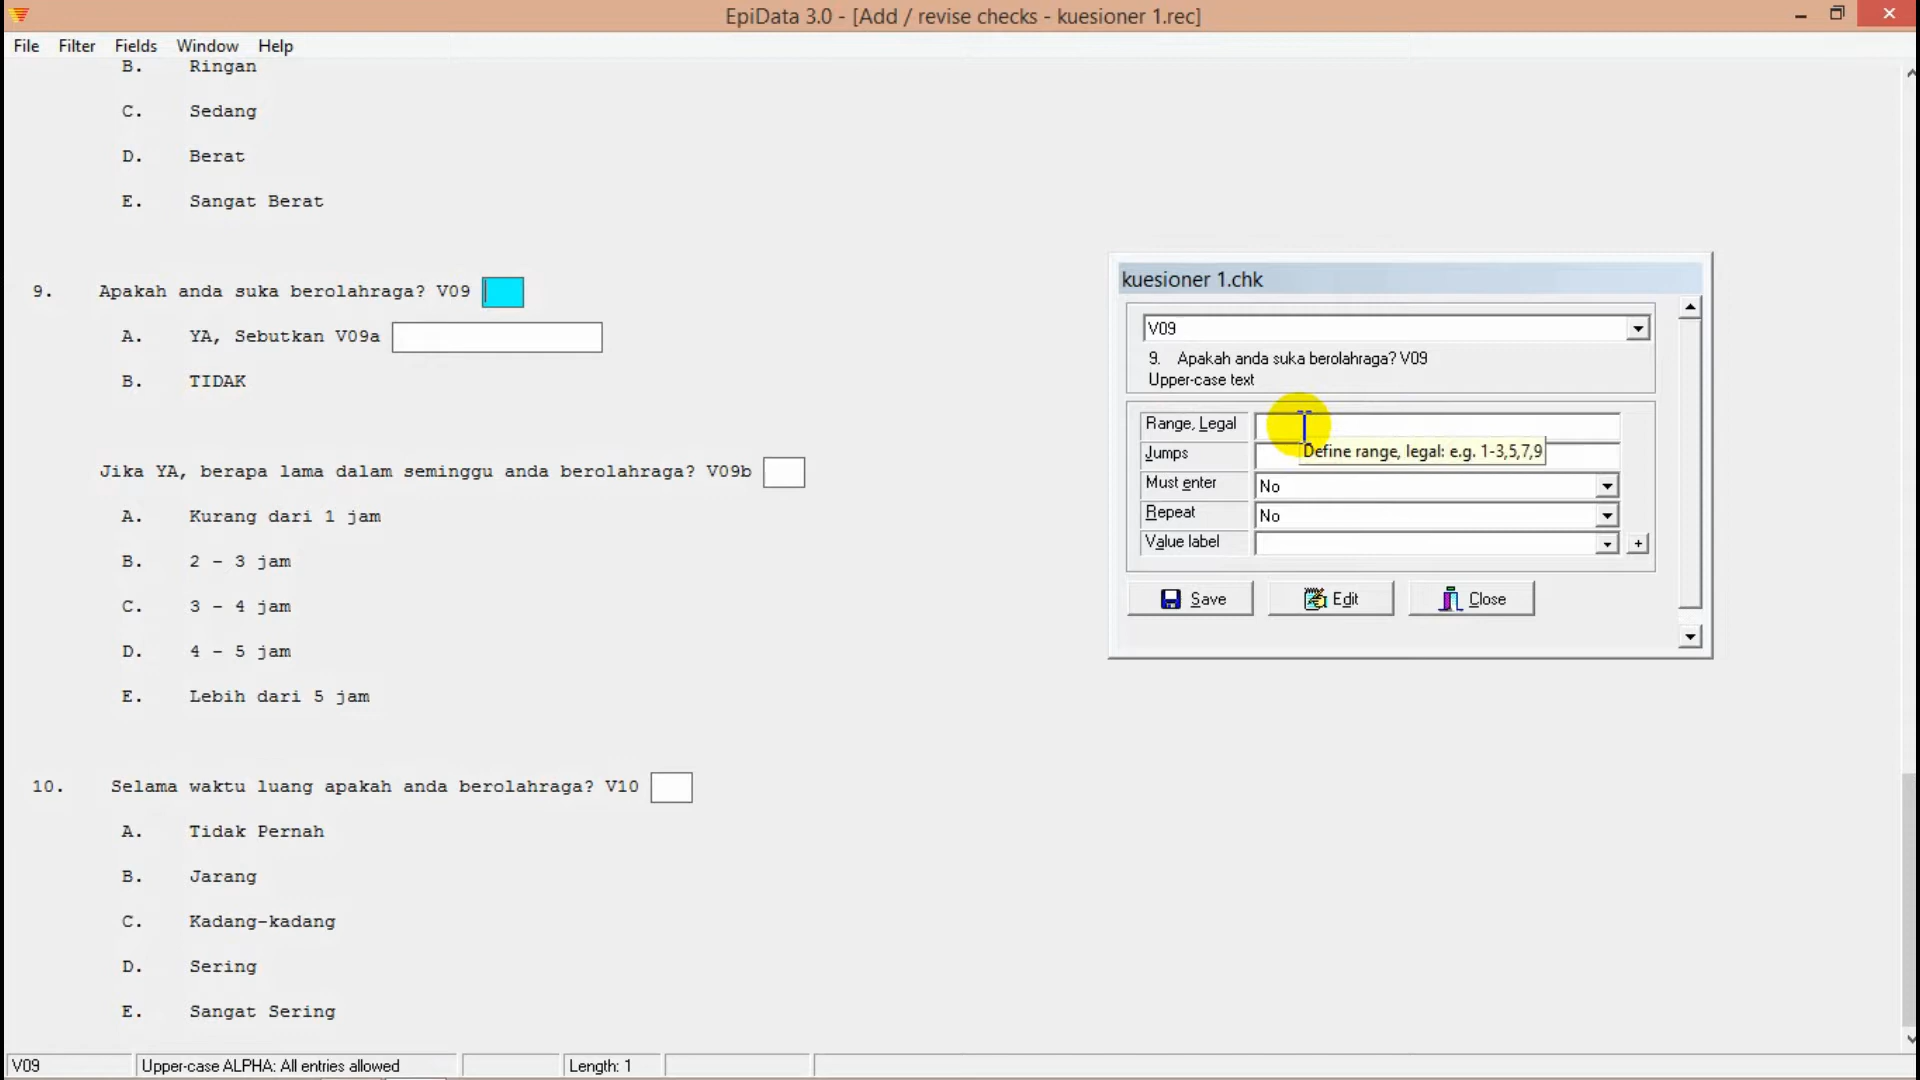 EpiData 3.0 - [Add / revise checks - kuesioner 1.rec]
File Filter Fields Window Help
B. Ringan
C. Sedang
D. Berat
E. Sangat Berat
9. Apakah anda suka berolahraga? V09
A. YA, Sebutkan V09a
B. TIDAK
Jika YA, berapa lama dalam seminggu anda berolahraga? V09b
A. Kurang dari 1 jam
B. 2 - 3 jam
C. 3 - 4 jam
D. 4 - 5 jam
E. Lebih dari 5 jam
10. Selama waktu luang apakah anda berolahraga? V10
A. Tidak Pernah
B. Jarang
C. Kadang-kadang
D. Sering
E. Sangat Sering
kuesioner 1.chk
V09
9. Apakah anda suka berolahraga? V09
Upper-case text
Range, Legal
Define range, legal: e.g. 1-3,5,7,9
Jumps
Must enter No
Repeat No
Value label +
Save Edit Close
V09 Upper-case ALPHA: All entries allowed Length: 1